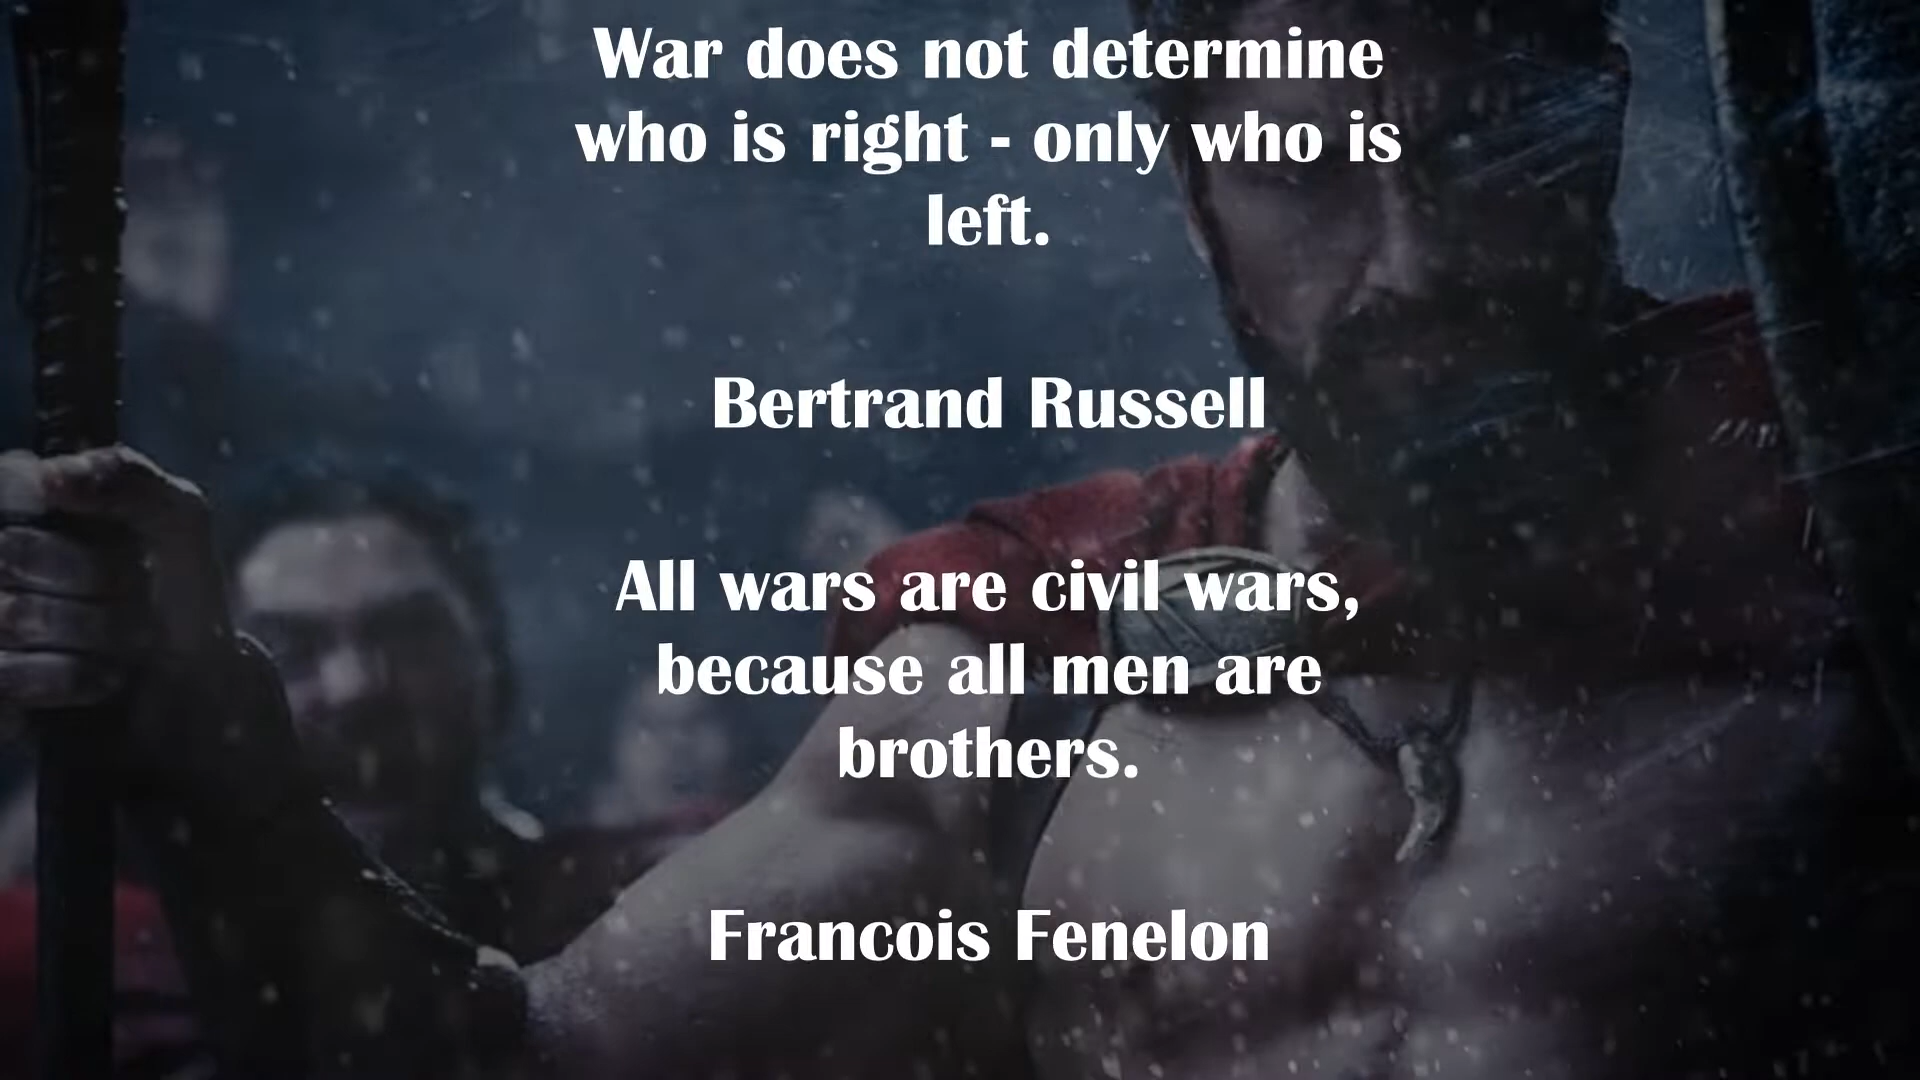 War does not determine
who is right - only who is
left.
Bertrand Russell
All wars are civil wars,
because all men are
brothers.
Francois Fenelon